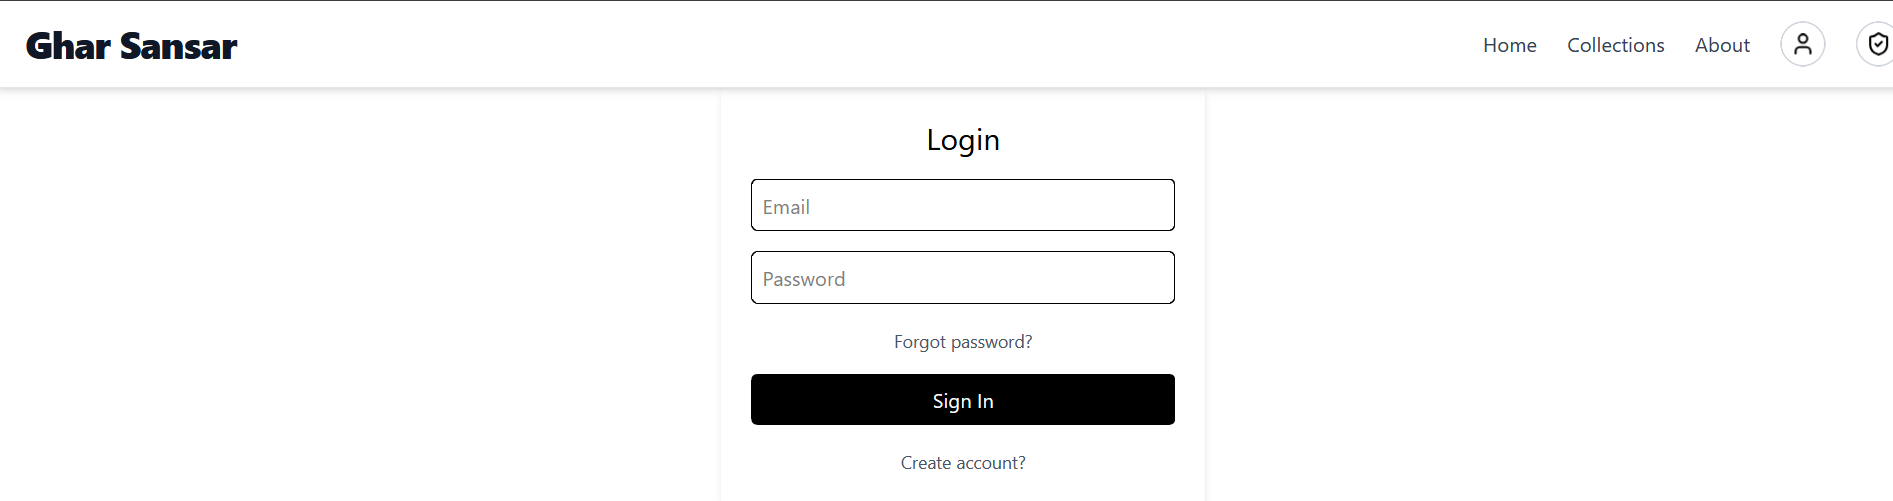 Ghar Sansar
Home Collections About
Login
Email
Password
Forgot password?
Sign In
Create account?